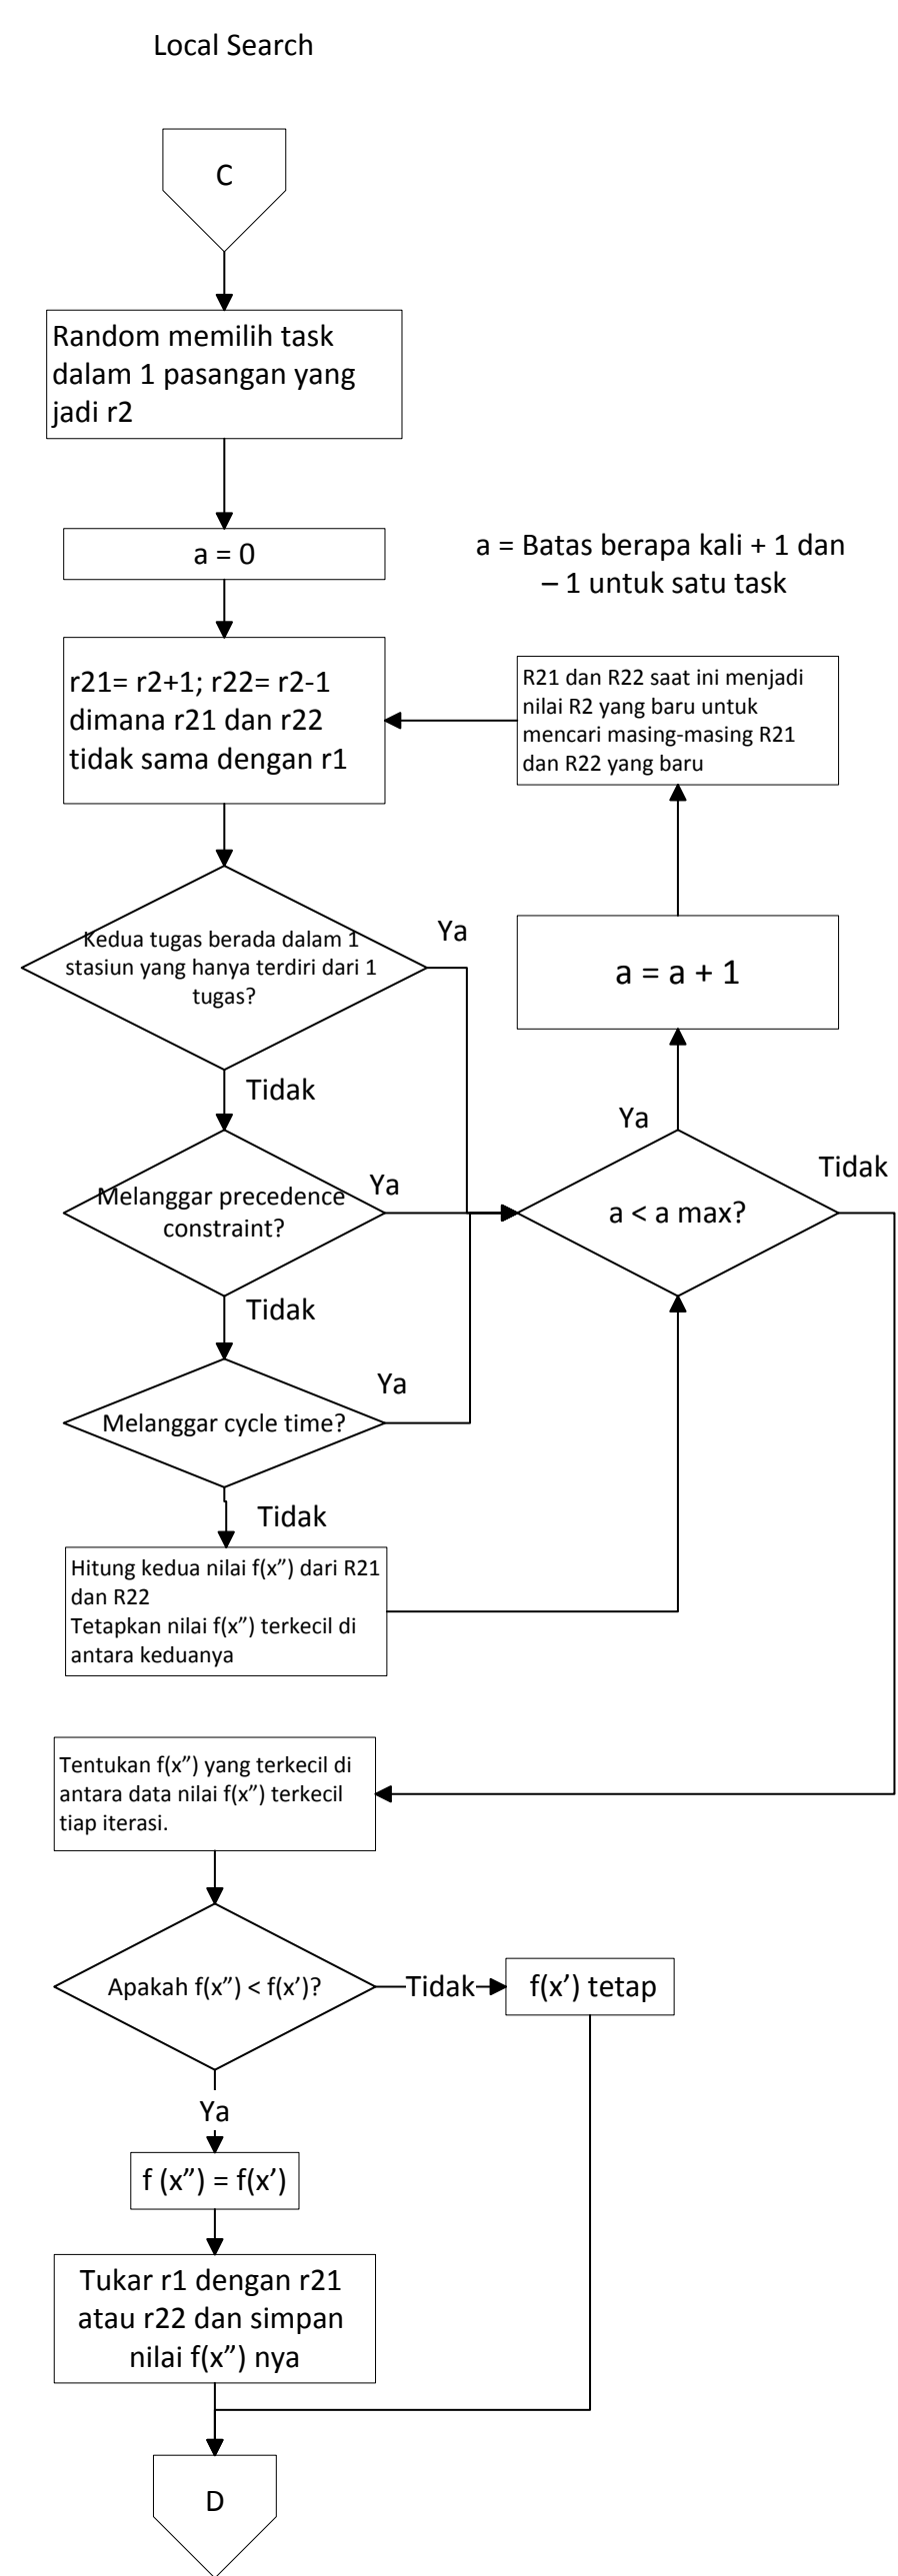 Local Search
C
Random memilih task
dalam 1 pasangan yang
jadi r2
a = 0
a = Batas berapa kali + 1 dan
– 1 untuk satu task
r21= r2+1; r22= r2-1
dimana r21 dan r22
tidak sama dengan r1
R21 dan R22 saat ini menjadi
nilai R2 yang baru untuk
mencari masing-masing R21
dan R22 yang baru
Kedua tugas berada dalam 1
stasiun yang hanya terdiri dari 1
tugas?
Ya
a = a + 1
Tidak
Ya
Tidak
Melanggar precedence
constraint?
Ya
a < a max?
Tidak
Melanggar cycle time?
Ya
Tidak
Hitung kedua nilai f(x”) dari R21
dan R22
Tetapkan nilai f(x”) terkecil di
antara keduanya
Tentukan f(x”) yang terkecil di
antara data nilai f(x”) terkecil
tiap iterasi.
Apakah f(x”) < f(x’)?
Tidak
f(x’) tetap
Ya
f (x”) = f(x’)
Tukar r1 dengan r21
atau r22 dan simpan
nilai f(x”) nya
D